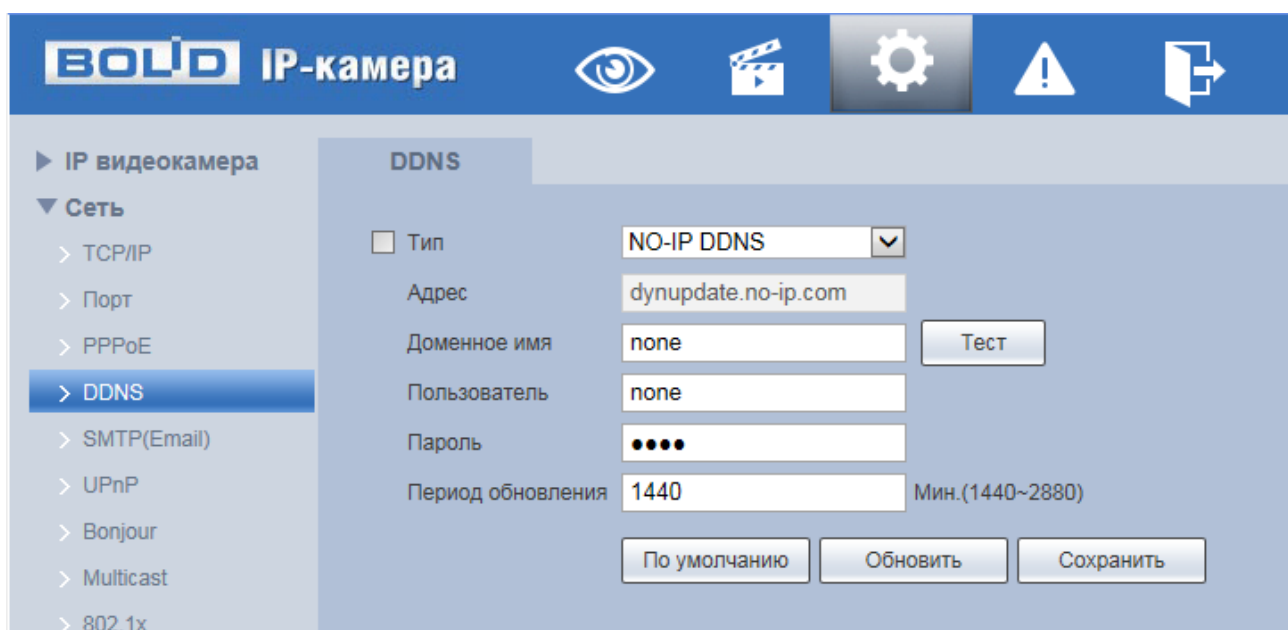 BOLID IP-камера
IP видеокамера
Сеть
TCP/IP
Порт
PPPoE
DDNS
SMTP(Email)
UPnP
Bonjour
Multicast
802.1x
DDNS
Тип NO-IP DDNS
Адрес dynupdate.no-ip.com
Доменное имя none Тест
Пользователь none
Пароль ●●●●
Период обновления 1440 Мин.(1440~2880)
По умолчанию Обновить Сохранить